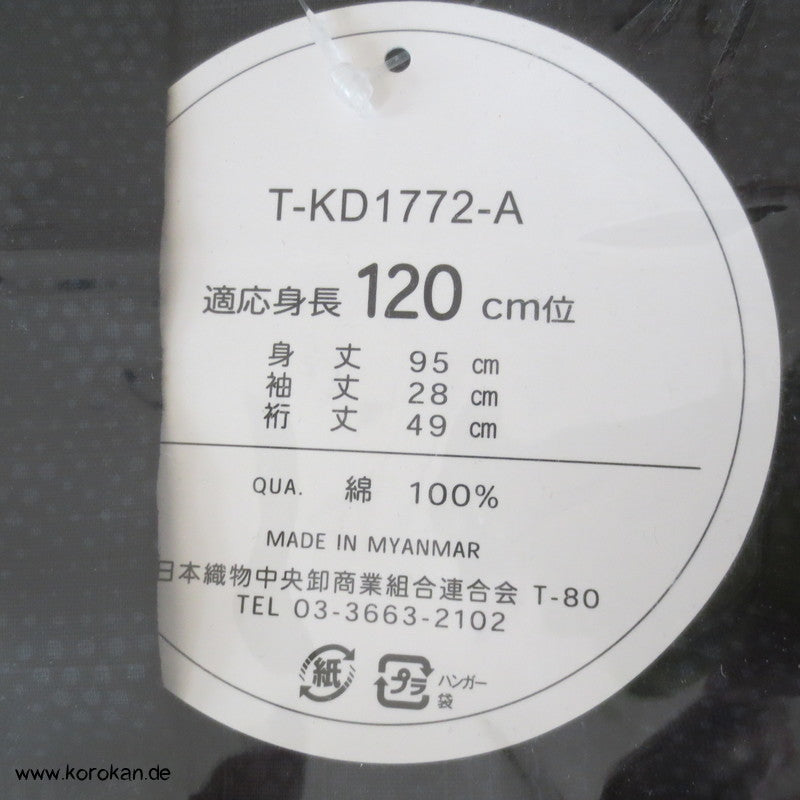 T-KD1772-A
適応身長 120 cm位
身 丈 95 cm
袖 丈 28 cm
裄 丈 49 cm
QUA. 綿 100%
MADE IN MYANMAR
日本織物中央卸商業組合連合会 T-80
TEL 03-3663-2102
紙 プラ ハンガー
袋
www.korokan.de